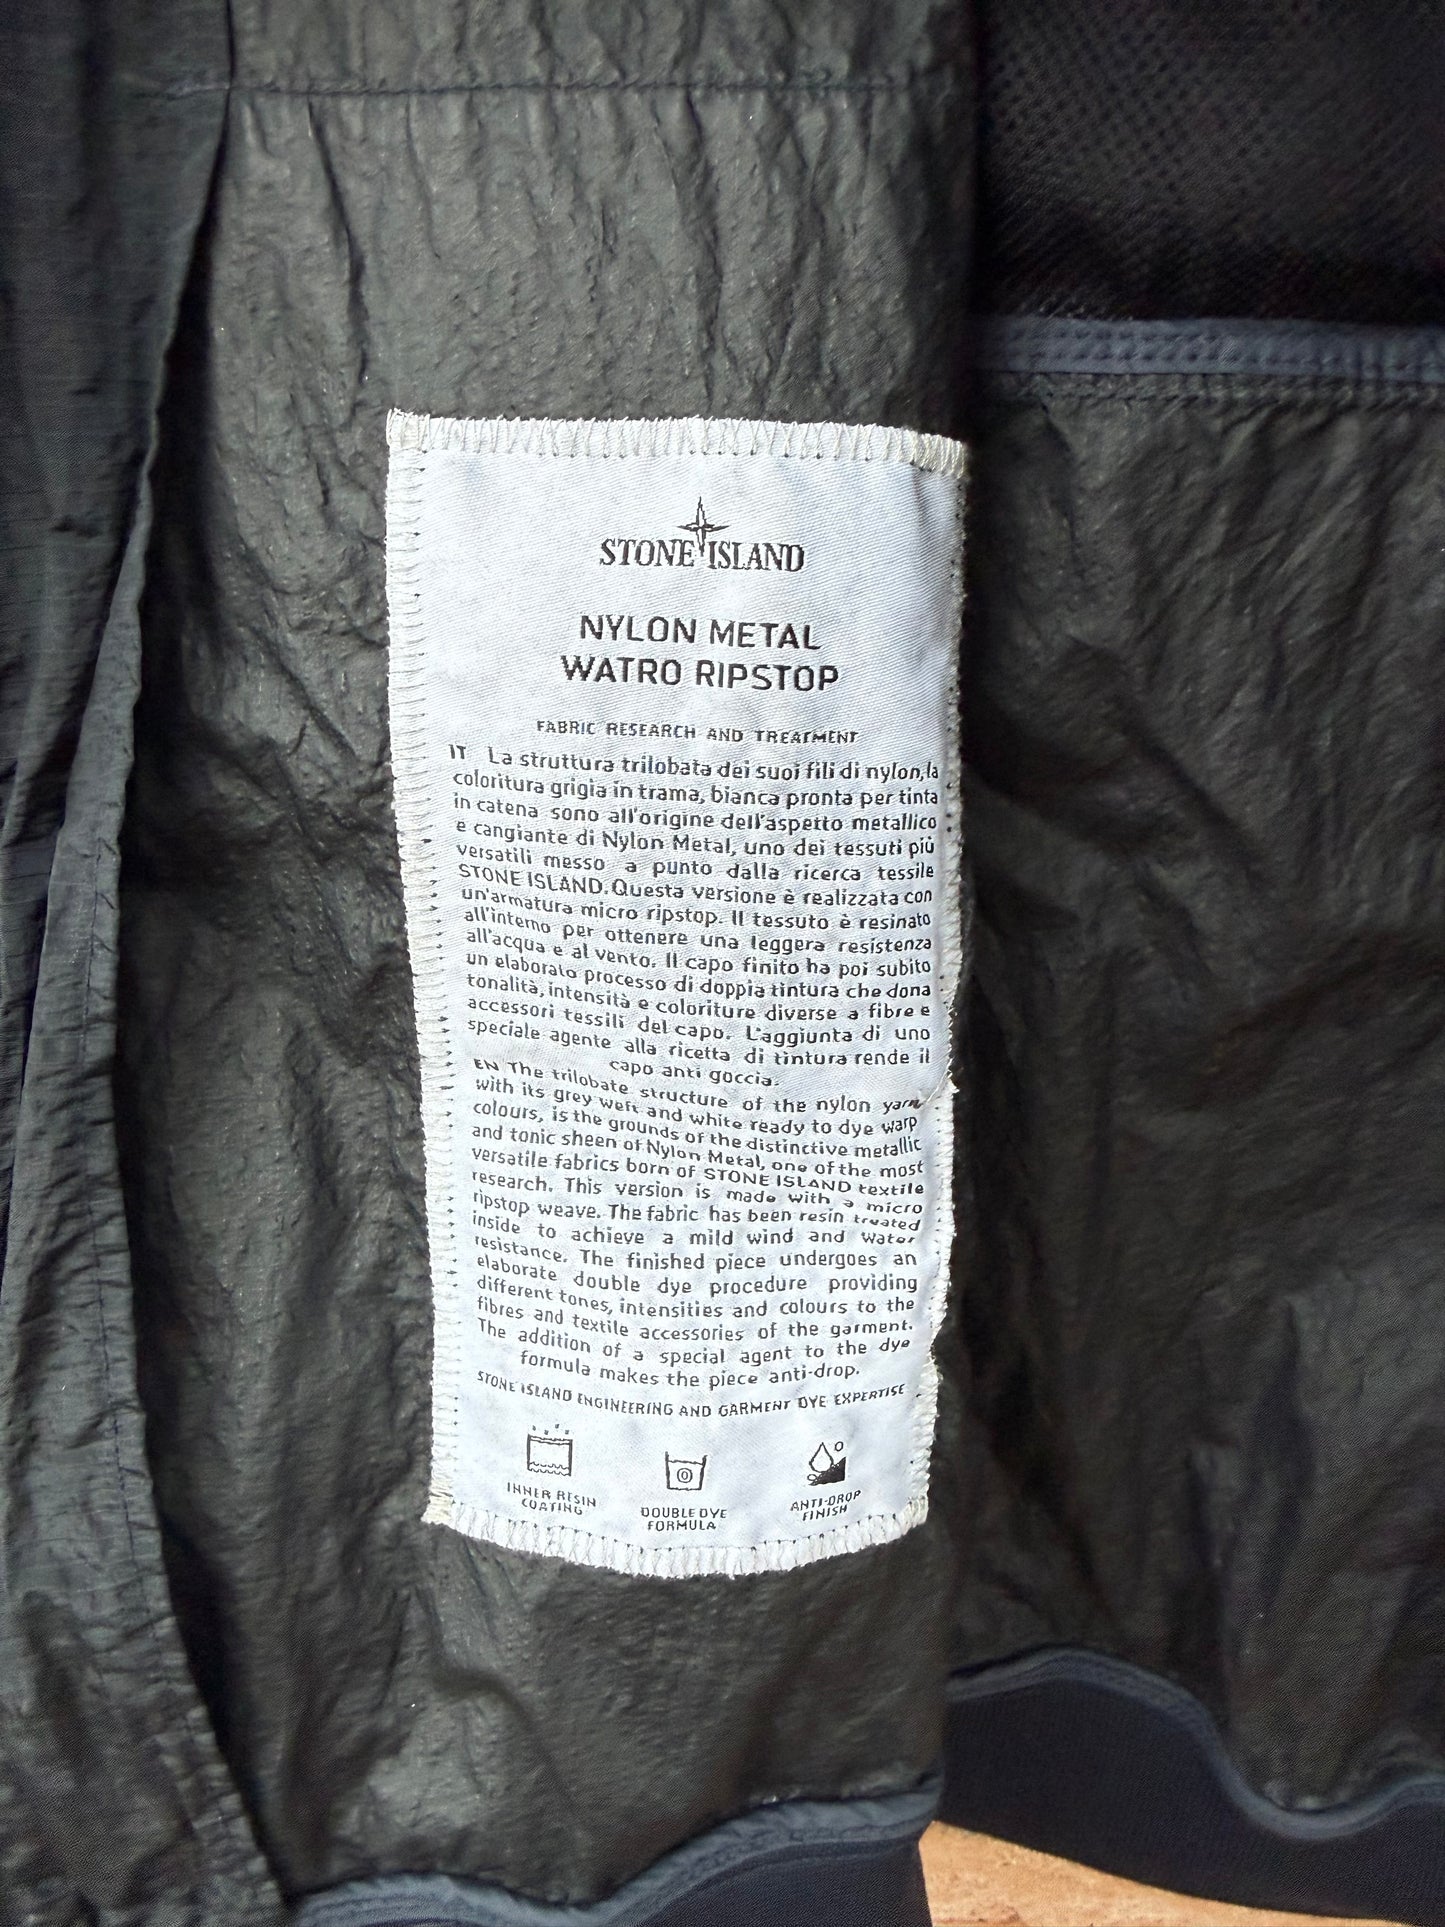 STONE ISLAND
NYLON METAL
WATRO RIPSTOP
FABRIC RESEARCH AND TREATMENT
IT La struttura trilobata dei suoi fili di nylon, la
coloritura grigia in trama, bianca pronta per tinta
in catena sono all'origine dell'aspetto metallico
e cangiante di Nylon Metal, uno dei tessuti più
versatili messo a punto dalla ricerca tessile
STONE ISLAND. Questa versione è realizzata con
un'armatura micro ripstop. Il tessuto è resinato
all'interno per ottenere una leggera resistenza
all'acqua e al vento. Il capo finito ha poi subito
un elaborato processo di doppia tintura che dona
tonalità, intensità e coloriture diverse a fibre e
accessori tessili del capo. L'aggiunta di uno
speciale agente alla ricetta di tintura rende il
capo anti goccia.
EN The trilobate structure of the nylon yarn,
with its grey weft and white ready to dye warp
colours, is the grounds of the distinctive metallic
and tonic sheen of Nylon Metal, one of the most
versatile fabrics born of STONE ISLAND textile
research. This version is made with a micro
ripstop weave. The fabric has been resin treated
inside to achieve a mild wind and water
resistance. The finished piece undergoes an
elaborate double dye procedure providing
different tones, intensities and colours to the
fibres and textile accessories of the garment.
The addition of a special agent to the dye
formula makes the piece anti-drop.
STONE ISLAND ENGINEERING AND GARMENT DYE EXPERTISE
INNER RESIN
COATING
DOUBLE DYE
FORMULA
ANTI-DROP
FINISH